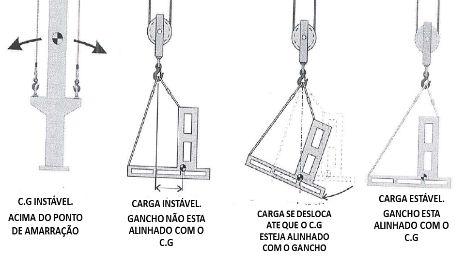 C.G INSTÁVEL.
ACIMA DO PONTO
DE AMARRAÇÃO
CARGA INSTÁVEL.
GANCHO NÃO ESTA
ALINHADO COM O
C.G
CARGA SE DESLOCA
ATE QUE O C.G
ESTEJA ALINHADO
COM O GANCHO
CARGA ESTÁVEL.
GANCHO ESTA
ALINHADO COM O
C.G